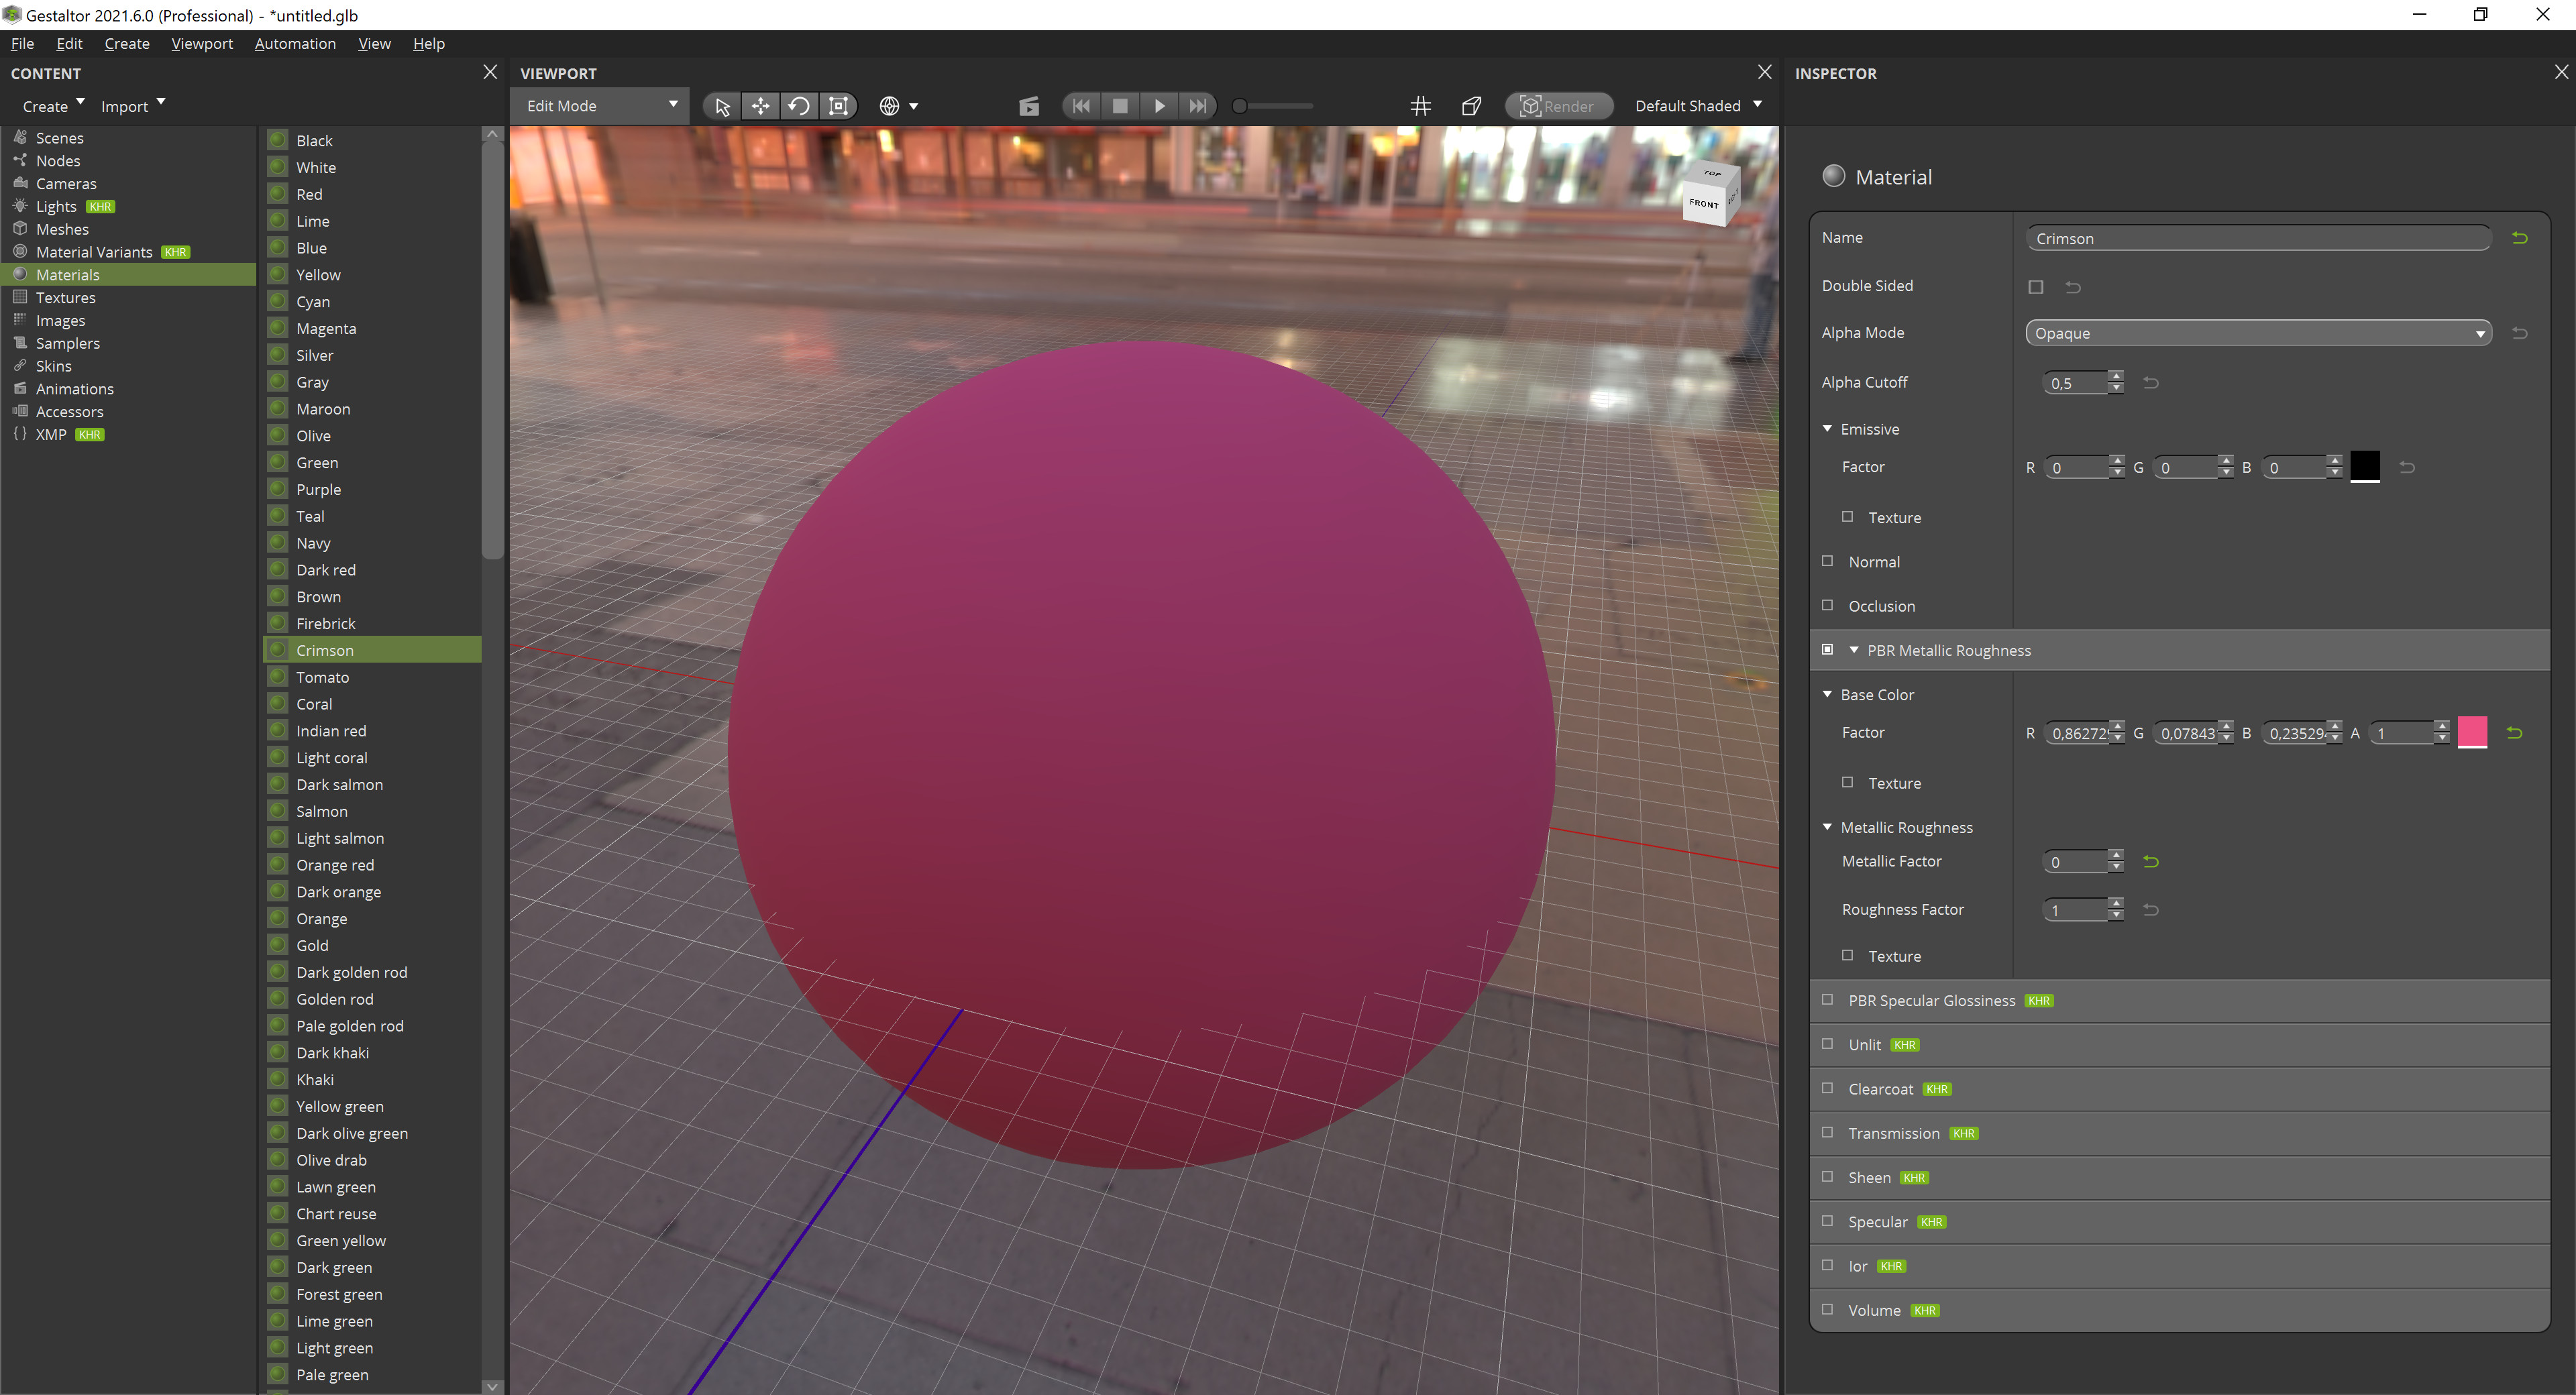 Gestaltor 2021.6.0 (Professional) - *untitled.glb
File Edit Create Viewport Automation View Help
CONTENT
Create Import
Scenes
Nodes
Cameras
Lights KHR
Meshes
Material Variants KHR
Materials
Textures
Images
Samplers
Skins
Animations
Accessors
XMP KHR
Black
White
Red
Lime
Blue
Yellow
Cyan
Magenta
Silver
Gray
Maroon
Olive
Green
Purple
Teal
Navy
Dark red
Brown
Firebrick
Crimson
Tomato
Coral
Indian red
Light coral
Dark salmon
Salmon
Light salmon
Orange red
Dark orange
Orange
Gold
Dark golden rod
Golden rod
Pale golden rod
Dark khaki
Khaki
Yellow green
Dark olive green
Olive drab
Lawn green
Chart reuse
Green yellow
Dark green
Forest green
Lime green
Light green
Pale green
VIEWPORT
Edit Mode
Render
Default Shaded
TOP
FRONT
INSPECTOR
Material
Name Crimson
Double Sided
Alpha Mode Opaque
Alpha Cutoff 0,5
Emissive
Factor R 0 G 0 B 0
Texture
Normal
Occlusion
PBR Metallic Roughness
Base Color
Factor R 0,86272 G 0,07843 B 0,23529 A 1
Texture
Metallic Roughness
Metallic Factor 0
Roughness Factor 1
Texture
PBR Specular Glossiness KHR
Unlit KHR
Clearcoat KHR
Transmission KHR
Sheen KHR
Specular KHR
Ior KHR
Volume KHR